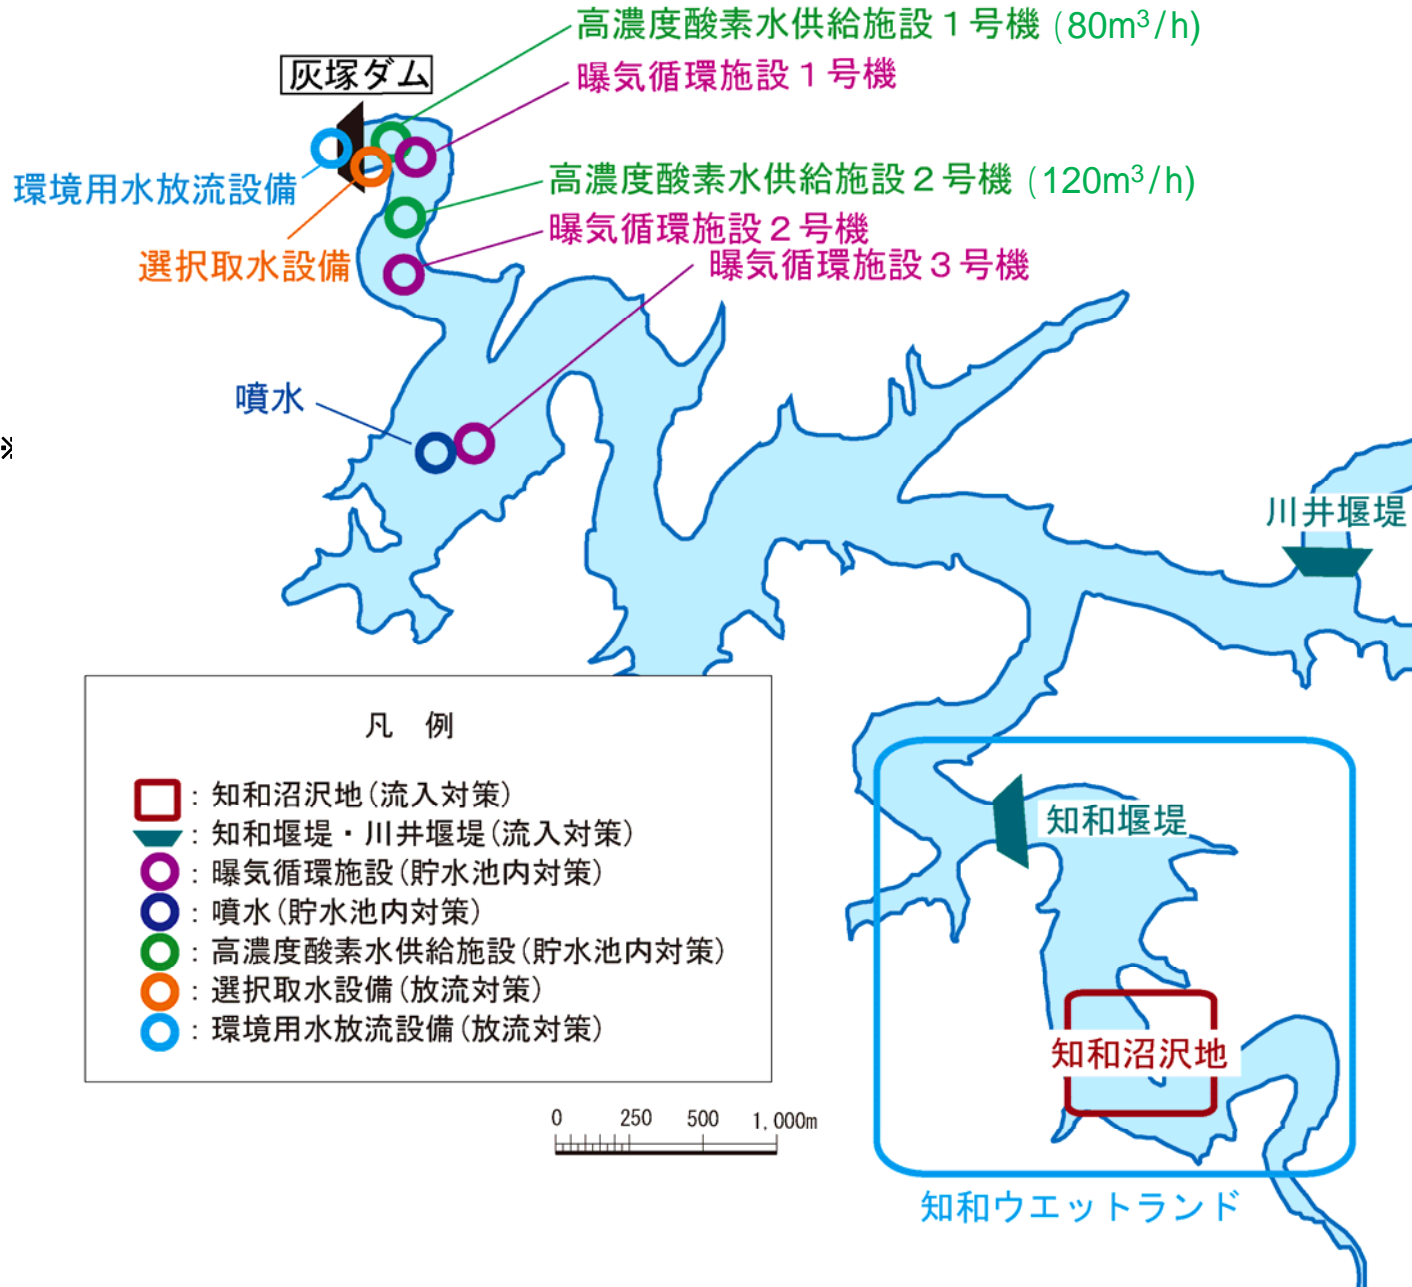 高濃度酸素水供給施設１号機（80m³/h)
灰塚ダム
曝気循環施設１号機
環境用水放流設備
高濃度酸素水供給施設２号機（120m³/h)
曝気循環施設２号機
選択取水設備
曝気循環施設３号機
噴水
※
川井堰堤
凡　例
：知和沼沢地(流入対策)
：知和堰堤・川井堰堤(流入対策)
：曝気循環施設(貯水池内対策)
：噴水(貯水池内対策)
：高濃度酸素水供給施設(貯水池内対策)
：選択取水設備(放流対策)
：環境用水放流設備(放流対策)
知和堰堤
知和沼沢地
0 250 500 1,000m
知和ウエットランド